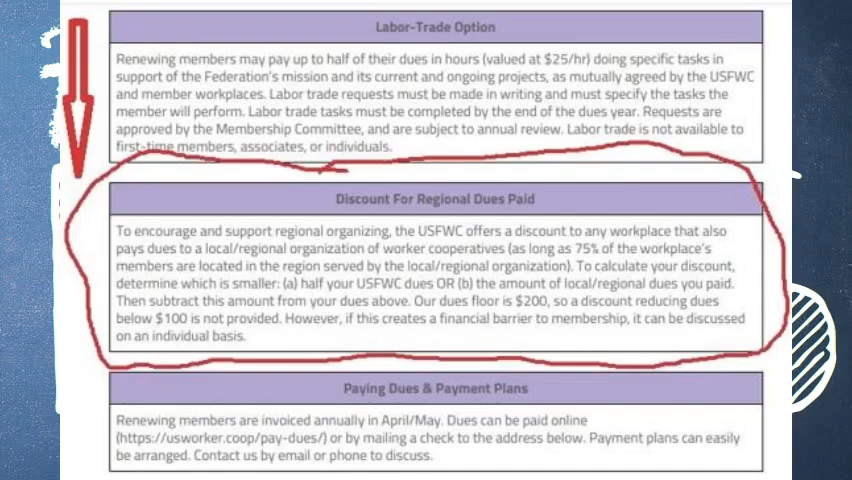 Labor-Trade Option
Renewing members may pay up to half of their dues in hours (valued at $25/hr) doing specific tasks in
support of the Federation's mission and its current and ongoing projects, as mutually agreed by the USFWC
and member workplaces. Labor trade requests must be made in writing and must specify the tasks the
member will perform. Labor trade tasks must be completed by the end of the dues year. Requests are
approved by the Membership Committee, and are subject to annual review. Labor trade is not available to
first-time members, associates, or individuals.
Discount For Regional Dues Paid
To encourage and support regional organizing, the USFWC offers a discount to any workplace that also
pays dues to a local/regional organization of worker cooperatives (as long as 75% of the workplace's
members are located in the region served by the local/regional organization). To calculate your discount,
determine which is smaller: (a) half your USFWC dues OR (b) the amount of local/regional dues you paid.
Then subtract this amount from your dues above. Our dues floor is $200, so a discount reducing dues
below $100 is not provided. However, if this creates a financial barrier to membership, it can be discussed
on an individual basis.
Paying Dues & Payment Plans
Renewing members are invoiced annually in April/May. Dues can be paid online
(https://usworker.coop/pay-dues/) or by mailing a check to the address below. Payment plans can easily
be arranged. Contact us by email or phone to discuss.